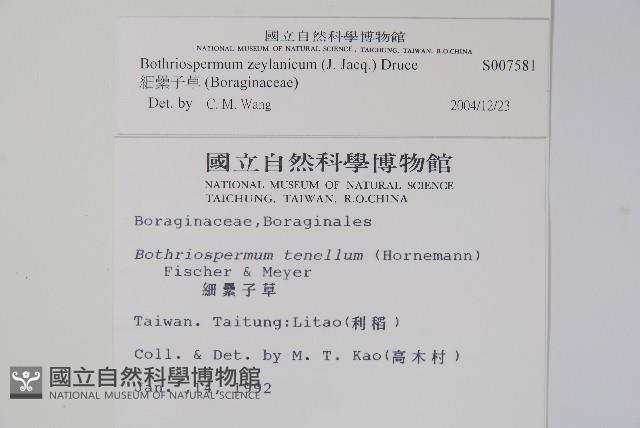 國立自然科學博物館
NATIONAL MUSEUM OF NATURAL SCIENCE, TAICHUNG, TAIWAN, R.O.CHINA
Bothriospermum zeylanicum (J. Jacq.) Druce S007581
細纍子草 (Boraginaceae)
Det. by C. M. Wang 2004/12/23
國立自然科學博物館
NATIONAL MUSEUM OF NATURAL SCIENCE
TAICHUNG, TAIWAN, R.O.CHINA
Boraginaceae,Boraginales
Bothriospermum tenellum (Hornemann)
Fischer & Meyer
細纍子草
Taiwan. Taitung:Litao(利稻)
Coll. & Det. by M. T. Kao(高木村)
Jan. 14, 1992
國立自然科學博物館
NATIONAL MUSEUM OF NATURAL SCIENCE